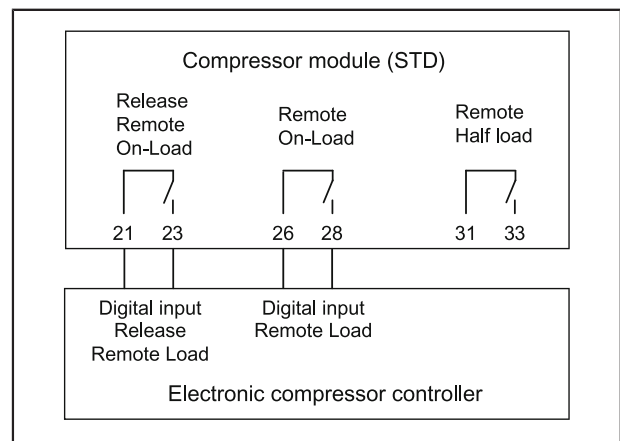 Compressor module (STD)
Release
Remote
On-Load
Remote
On-Load
Remote
Half load
21 23 26 28 31 33
Digital input
Release
Remote Load
Digital input
Remote Load
Electronic compressor controller